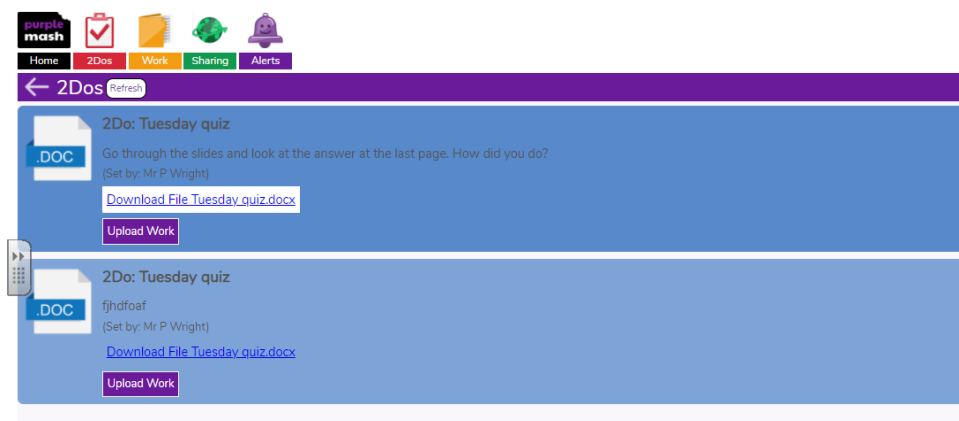 purple
mash
Home 2Dos Work Sharing Alerts
2Dos Refresh
2Do: Tuesday quiz
Go through the slides and look at the answer at the last page. How did you do?
.DOC
(Set by: Mr P Wright)
Download File Tuesday quiz.docx
Upload Work
2Do: Tuesday quiz
fjhdfoaf
.DOC
(Set by: Mr P Wright)
Download File Tuesday quiz.docx
Upload Work